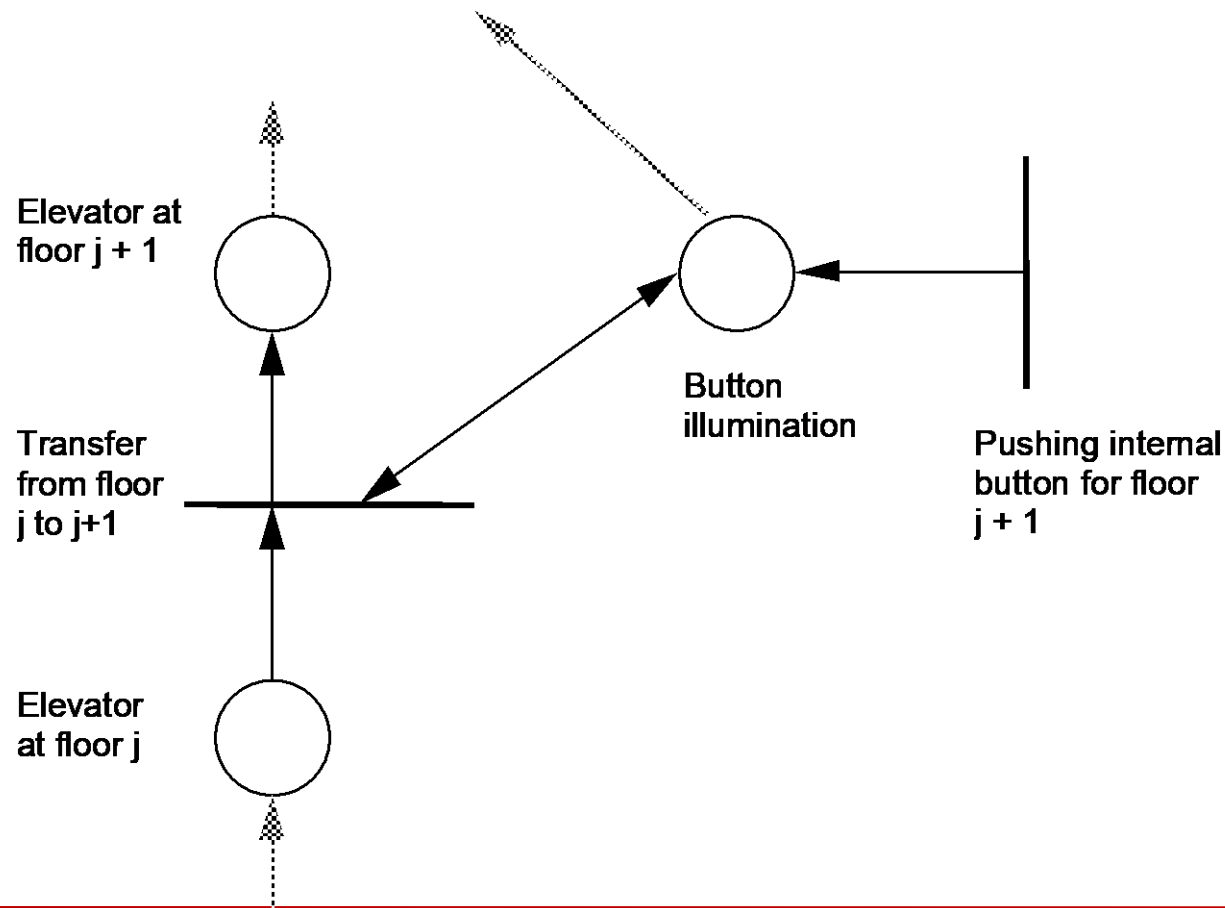 Elevator at
floor j + 1
Button
illumination
Transfer
from floor
j to j+1
Pushing internal
button for floor
j + 1
Elevator
at floor j